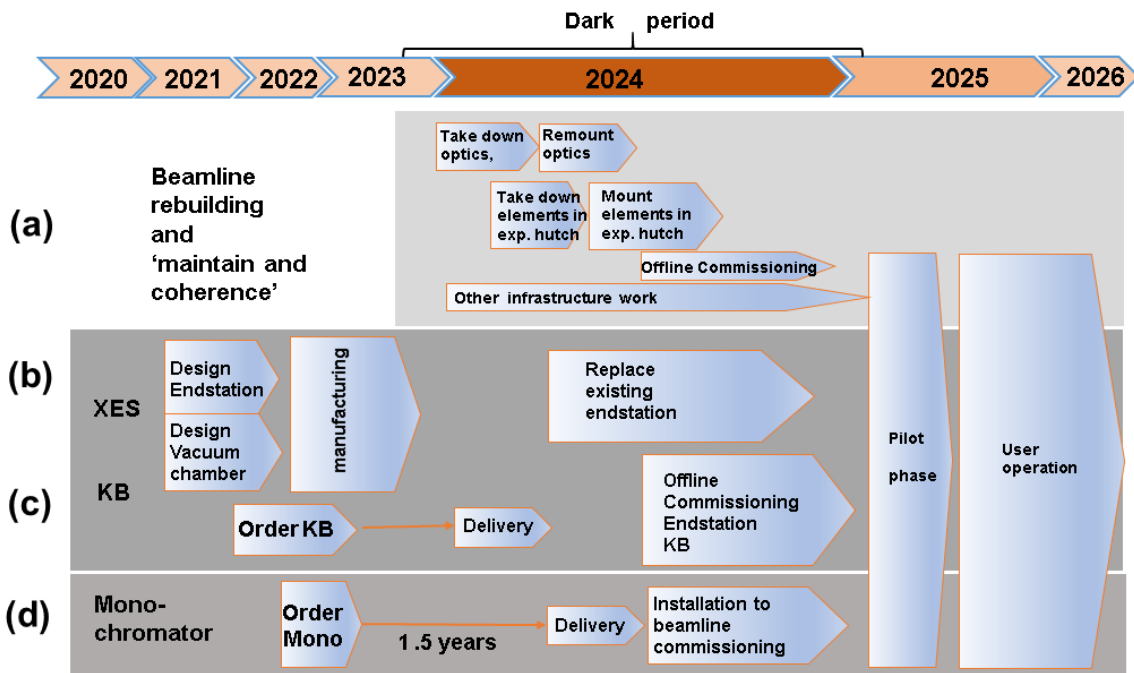 Dark period
2020 2021 2022 2023 2024 2025 2026
(a)
Beamline
rebuilding
and
‘maintain and
coherence’
Take down
optics,
Remount
optics
Take down
elements in
exp. hutch
Mount
elements in
exp. hutch
Offline Commissioning
Other infrastructure work
(b)
XES
Design
Endstation
Design
Vacuum
chamber
manufacturing
Replace
existing
endstation
(c)
KB
Order KB
Delivery
Offline
Commissioning
Endstation
KB
(d)
Mono-
chromator
Order
Mono
1.5 years
Delivery
Installation to
beamline
commissioning
Pilot
phase
User
operation